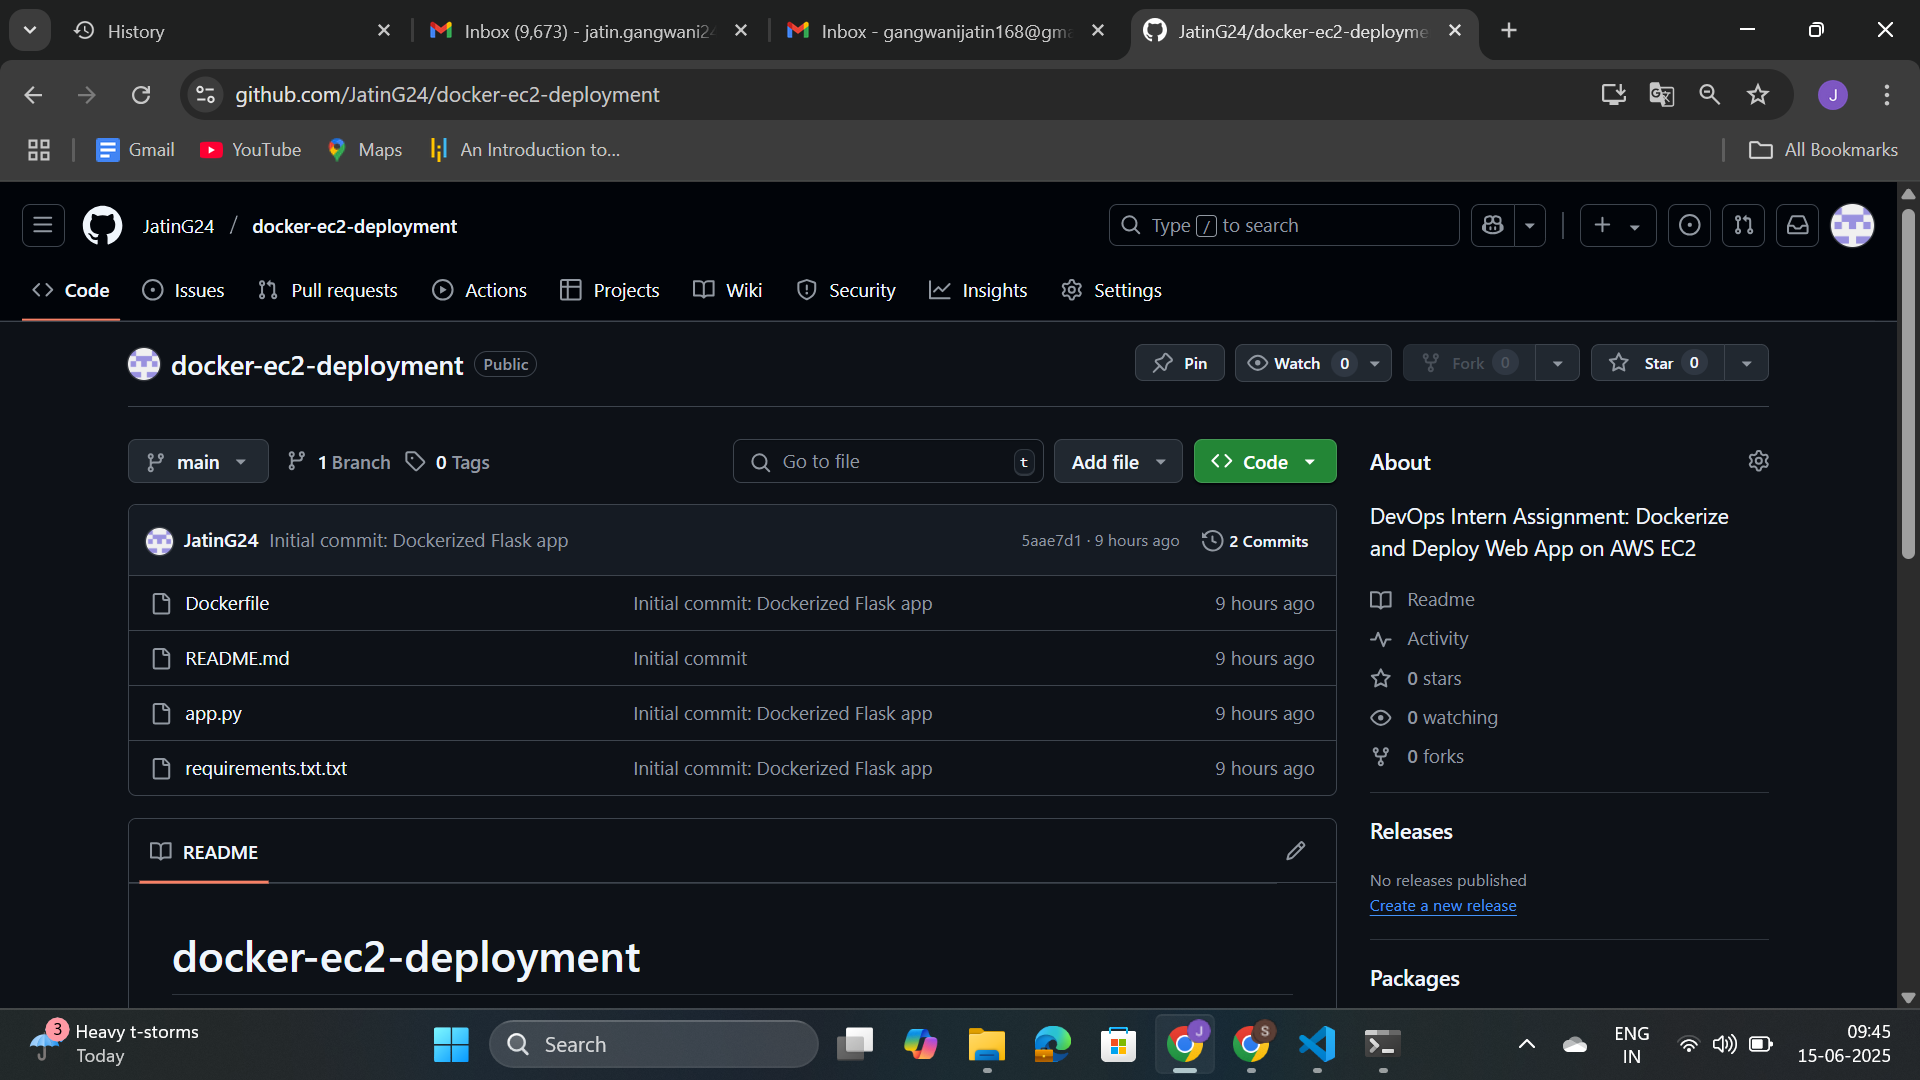 History
Inbox (9,673) - jatin.gangwani24
Inbox - gangwanijatin168@gma
JatinG24/docker-ec2-deployme
github.com/JatinG24/docker-ec2-deployment
J
Gmail
YouTube
Maps
An Introduction to...
All Bookmarks
JatinG24 / docker-ec2-deployment
Type / to search
Code
Issues
Pull requests
Actions
Projects
Wiki
Security
Insights
Settings
docker-ec2-deployment Public
Pin
Watch 0
Fork 0
Star 0
main
1 Branch
0 Tags
Go to file t
Add file
Code
JatinG24 Initial commit: Dockerized Flask app 5aae7d1 · 9 hours ago 2 Commits
Dockerfile Initial commit: Dockerized Flask app 9 hours ago
README.md Initial commit 9 hours ago
app.py Initial commit: Dockerized Flask app 9 hours ago
requirements.txt.txt Initial commit: Dockerized Flask app 9 hours ago
README
docker-ec2-deployment
About
DevOps Intern Assignment: Dockerize
and Deploy Web App on AWS EC2
Readme
Activity
0 stars
0 watching
0 forks
Releases
No releases published
Create a new release
Packages
3
Heavy t-storms
Today
Search
J
S
ENG
IN
09:45
15-06-2025